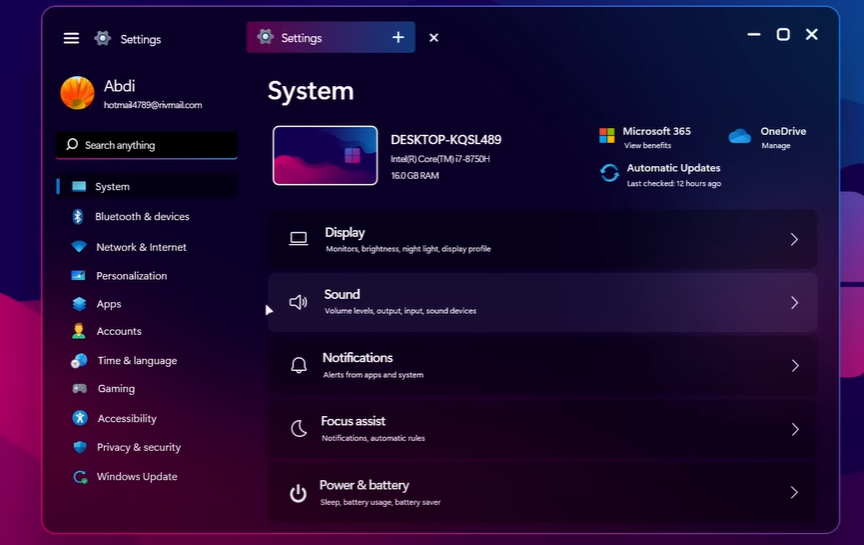 Settings
Settings
Abdi
hotmail4789@rivmail.com
Search anything
System
Bluetooth & devices
Network & Internet
Personalization
Apps
Accounts
Time & language
Gaming
Accessibility
Privacy & security
Windows Update
System
DESKTOP-KQSL489
Intel(R) Core(TM) i7-8750H
16.0 GB RAM
Microsoft 365
View benefits
OneDrive
Manage
Automatic Updates
Last checked: 12 hours ago
Display
Monitors, brightness, night light, display profile
Sound
Volume levels, output, input, sound devices
Notifications
Alerts from apps and system
Focus assist
Notifications, automatic rules
Power & battery
Sleep, battery usage, battery saver